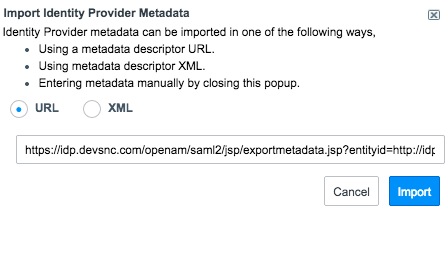 Import Identity Provider Metadata
Identity Provider metadata can be imported in one of the following ways,
• Using a metadata descriptor URL.
• Using metadata descriptor XML.
• Entering metadata manually by closing this popup.
URL XML
https://idp.devsnc.com/openam/saml2/jsp/exportmetadata.jsp?entityid=http://idp
Cancel Import